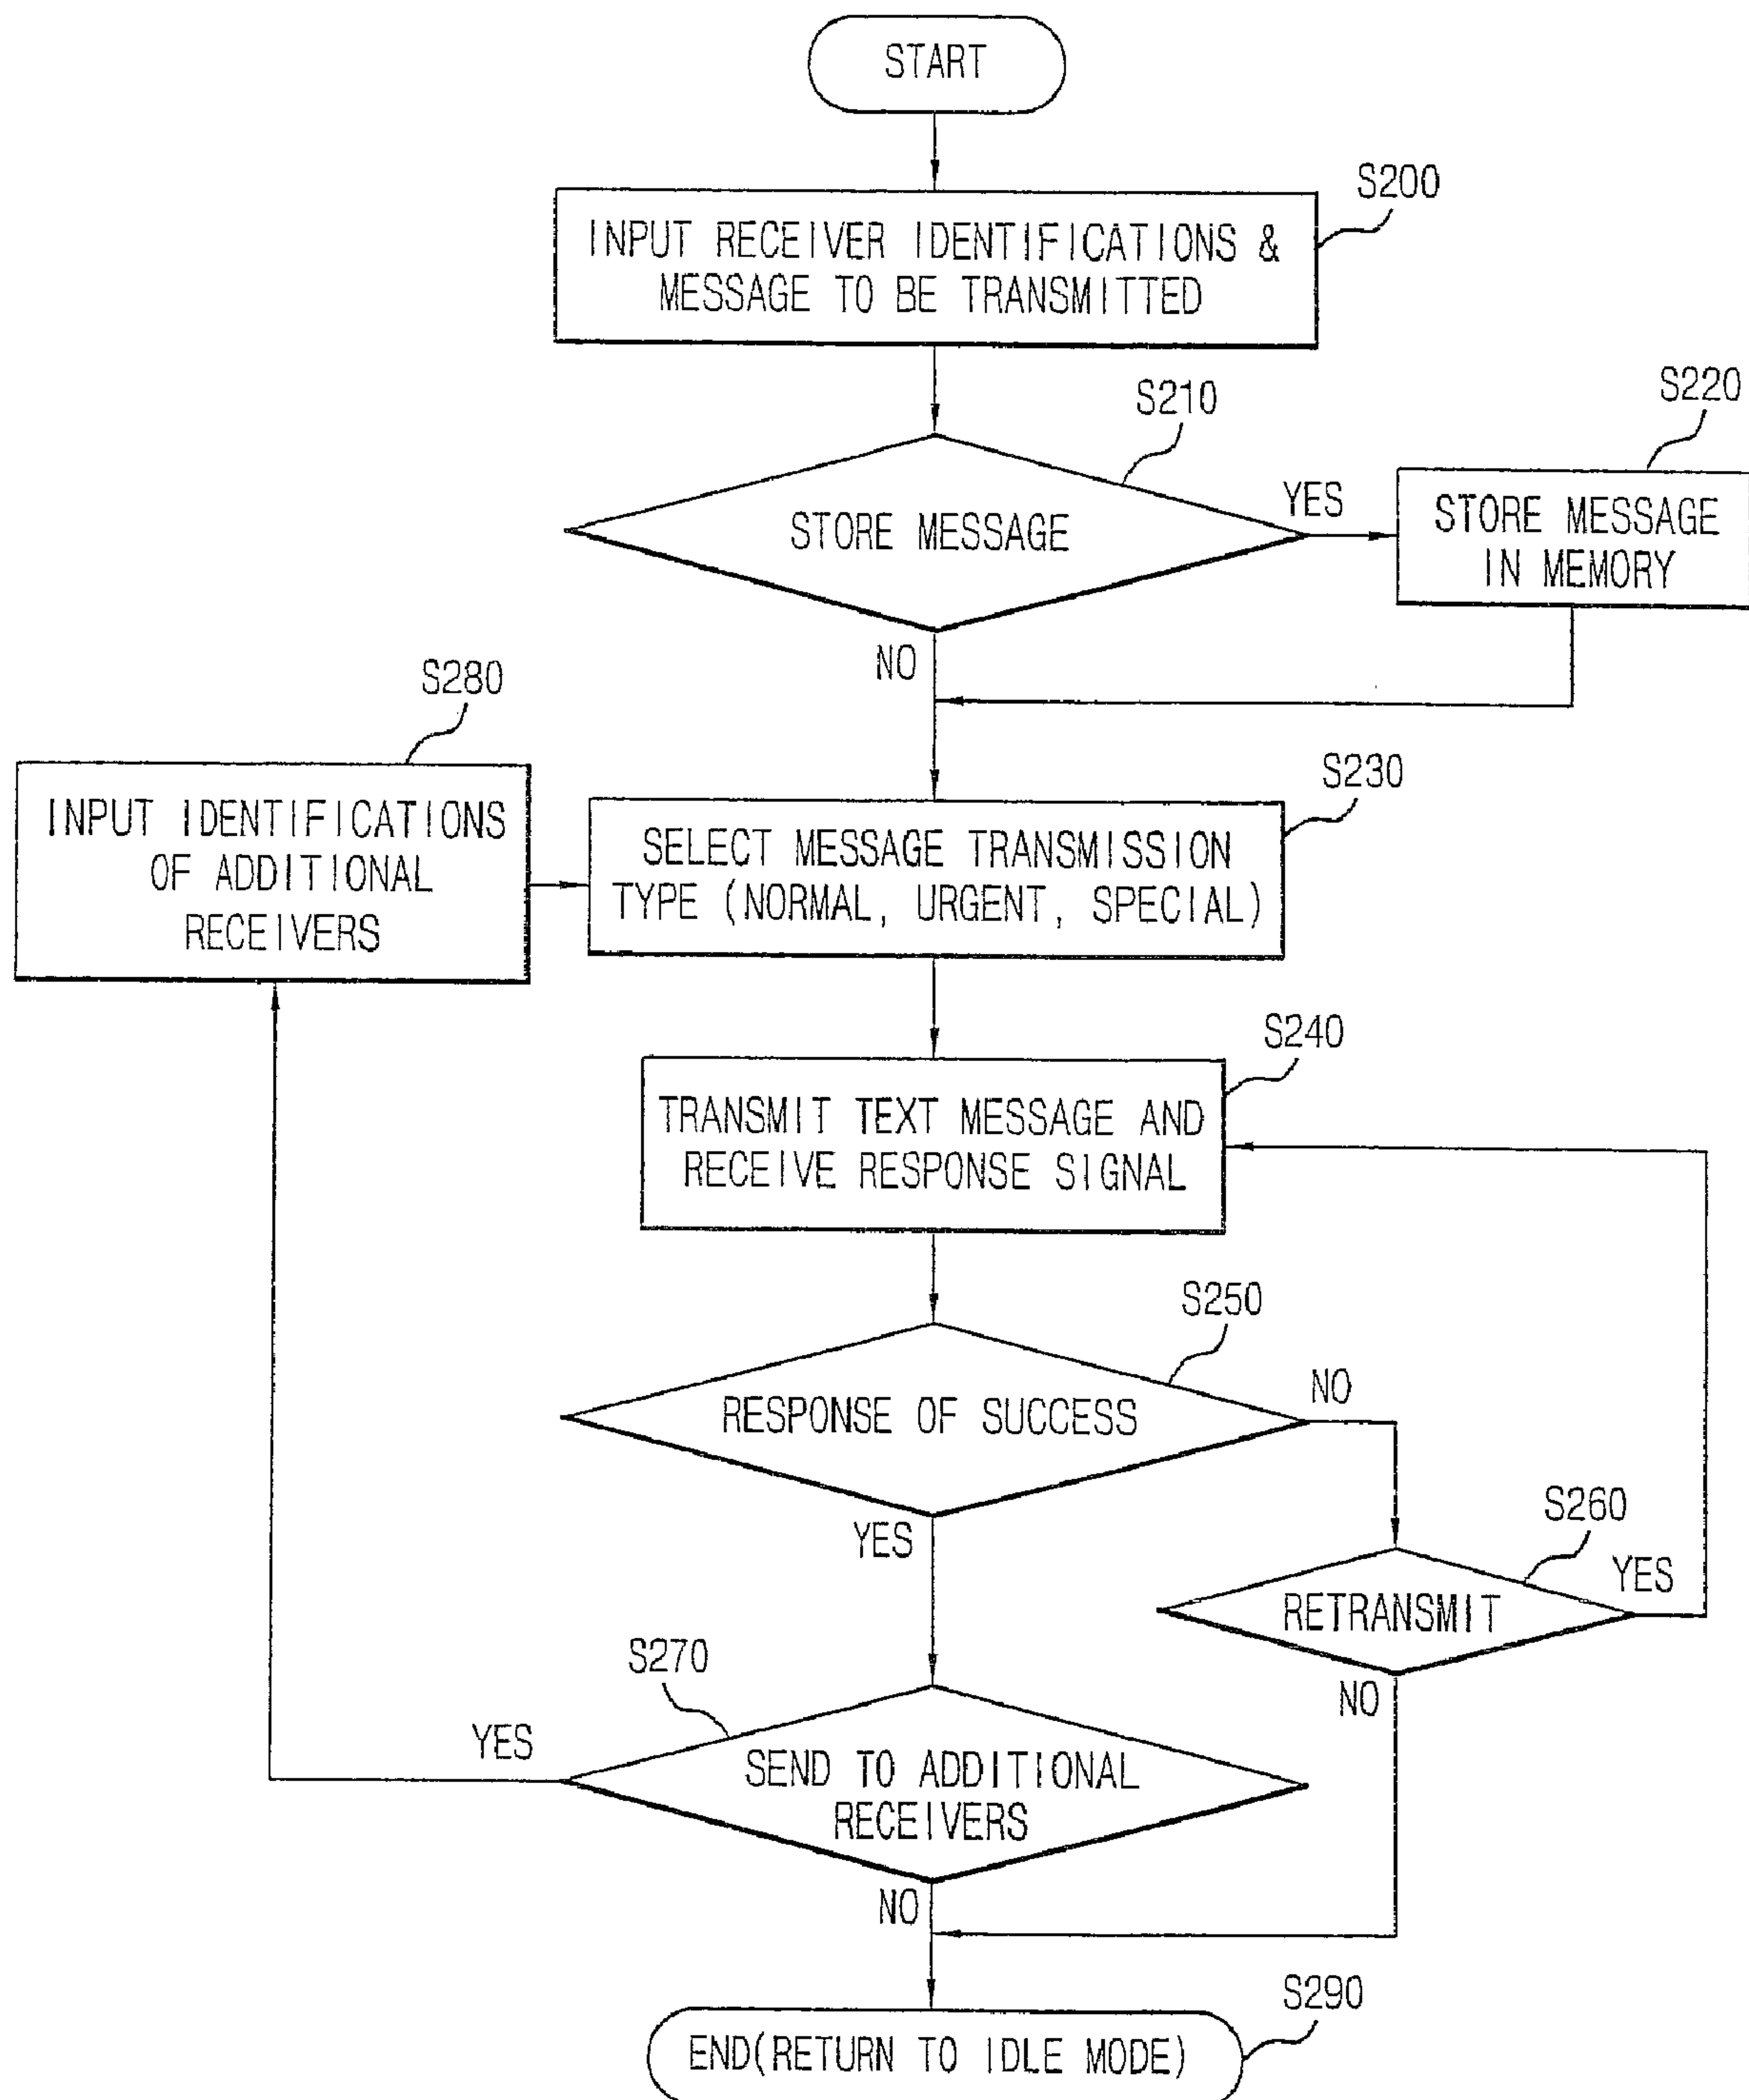 START
S200
INPUT RECEIVER IDENTIFICATIONS &
MESSAGE TO BE TRANSMITTED
S210
S220
STORE MESSAGE
YES
STORE MESSAGE
IN MEMORY
NO
S280
S230
INPUT IDENTIFICATIONS
OF ADDITIONAL
RECEIVERS
SELECT MESSAGE TRANSMISSION
TYPE (NORMAL, URGENT, SPECIAL)
S240
TRANSMIT TEXT MESSAGE AND
RECEIVE RESPONSE SIGNAL
S250
RESPONSE OF SUCCESS
NO
YES
S260
RETRANSMIT
YES
NO
S270
YES
SEND TO ADDITIONAL
RECEIVERS
NO
S290
END(RETURN TO IDLE MODE)